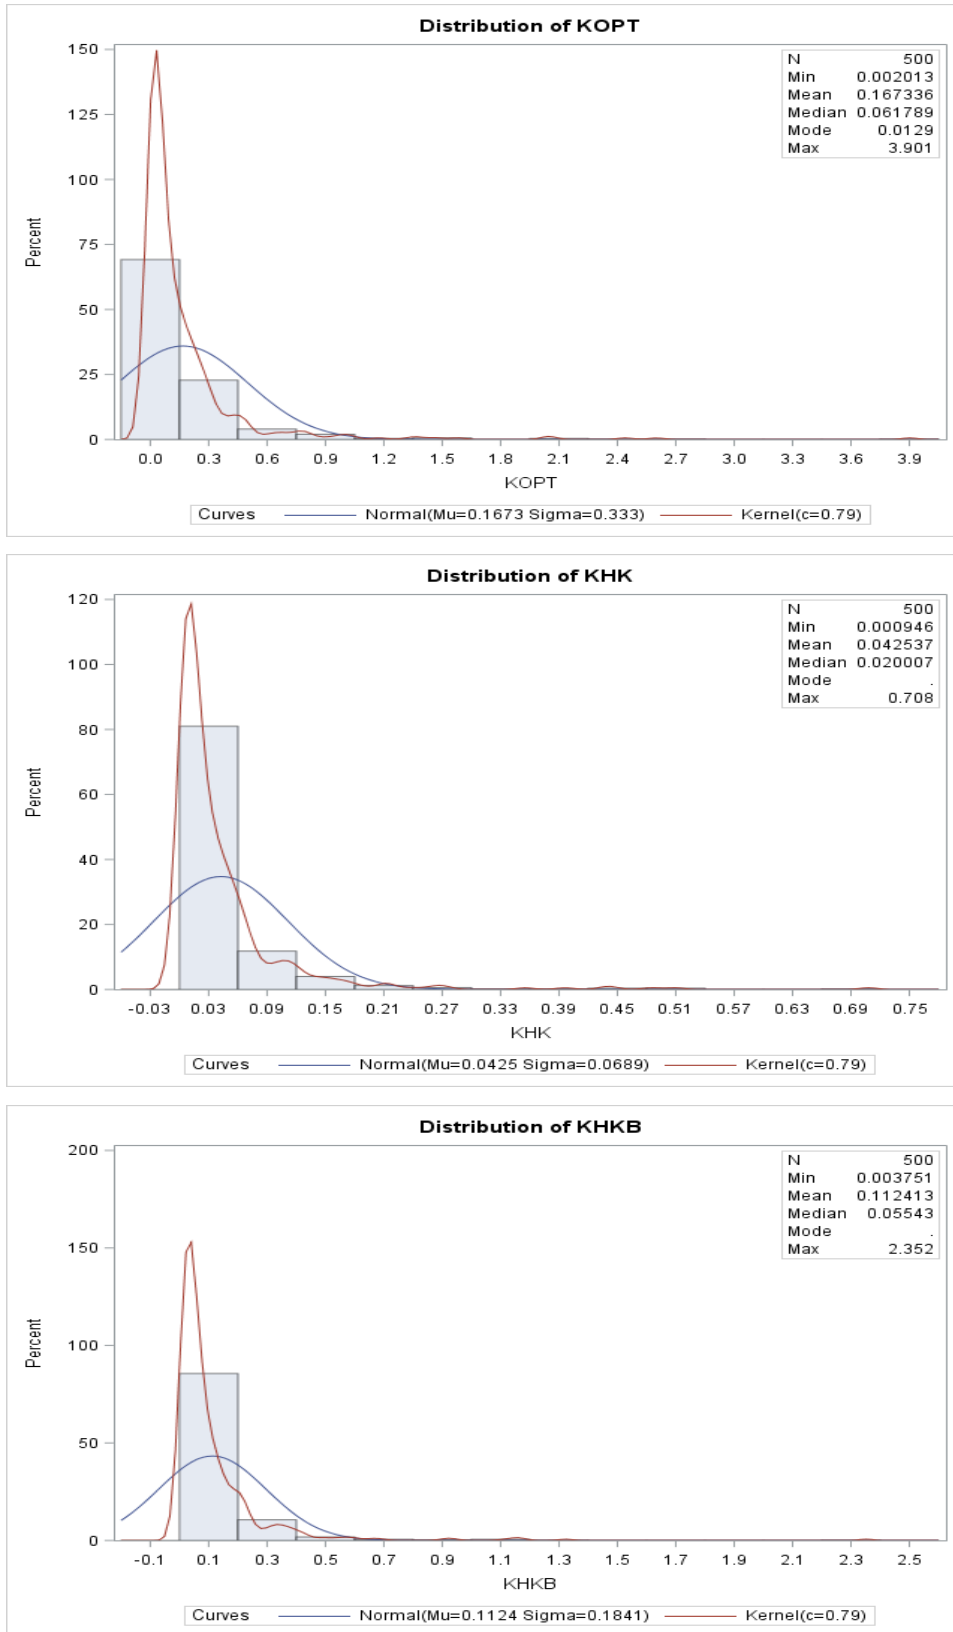 Distribution of KOPT
150
125
100
75
50
25
0
Percent
N 500
Min 0.002013
Mean 0.167336
Median 0.061789
Mode 0.0129
Max 3.901
0.0 0.3 0.6 0.9 1.2 1.5 1.8 2.1 2.4 2.7 3.0 3.3 3.6 3.9
KOPT
Curves Normal(Mu=0.1673 Sigma=0.333) Kernel(c=0.79)
Distribution of KHK
120
100
80
60
40
20
0
Percent
N 500
Min 0.000946
Mean 0.042537
Median 0.020007
Mode .
Max 0.708
-0.03 0.03 0.09 0.15 0.21 0.27 0.33 0.39 0.45 0.51 0.57 0.63 0.69 0.75
KHK
Curves Normal(Mu=0.0425 Sigma=0.0689) Kernel(c=0.79)
Distribution of KHKB
200
150
100
50
0
Percent
N 500
Min 0.003751
Mean 0.112413
Median 0.05543
Mode .
Max 2.352
-0.1 0.1 0.3 0.5 0.7 0.9 1.1 1.3 1.5 1.7 1.9 2.1 2.3 2.5
KHKB
Curves Normal(Mu=0.1124 Sigma=0.1841) Kernel(c=0.79)